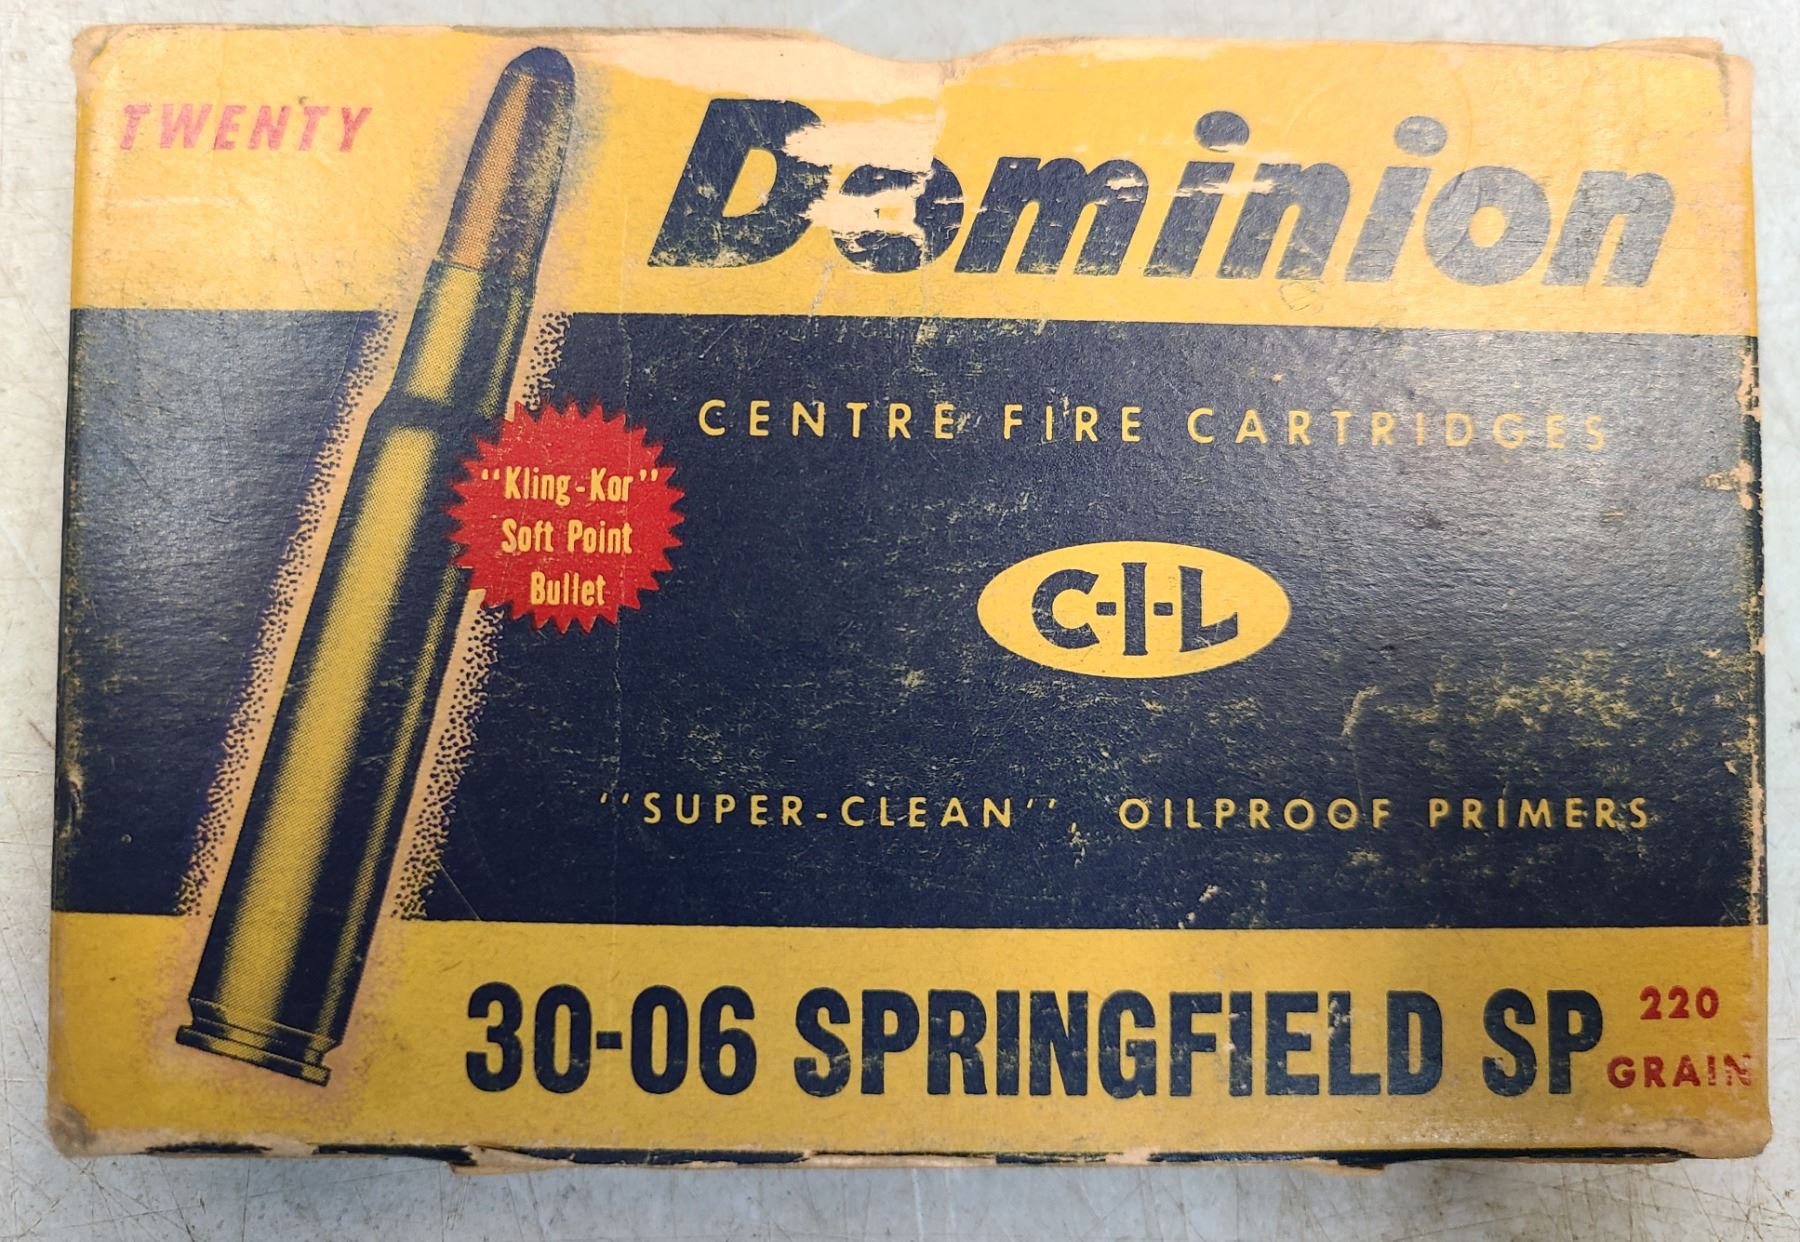 TWENTY
Dominion
CENTRE FIRE CARTRIDGES
"Kling-Kor"
Soft Point
Bullet
C-I-L
"SUPER-CLEAN", OILPROOF PRIMERS
30-06 SPRINGFIELD SP
220
GRAIN